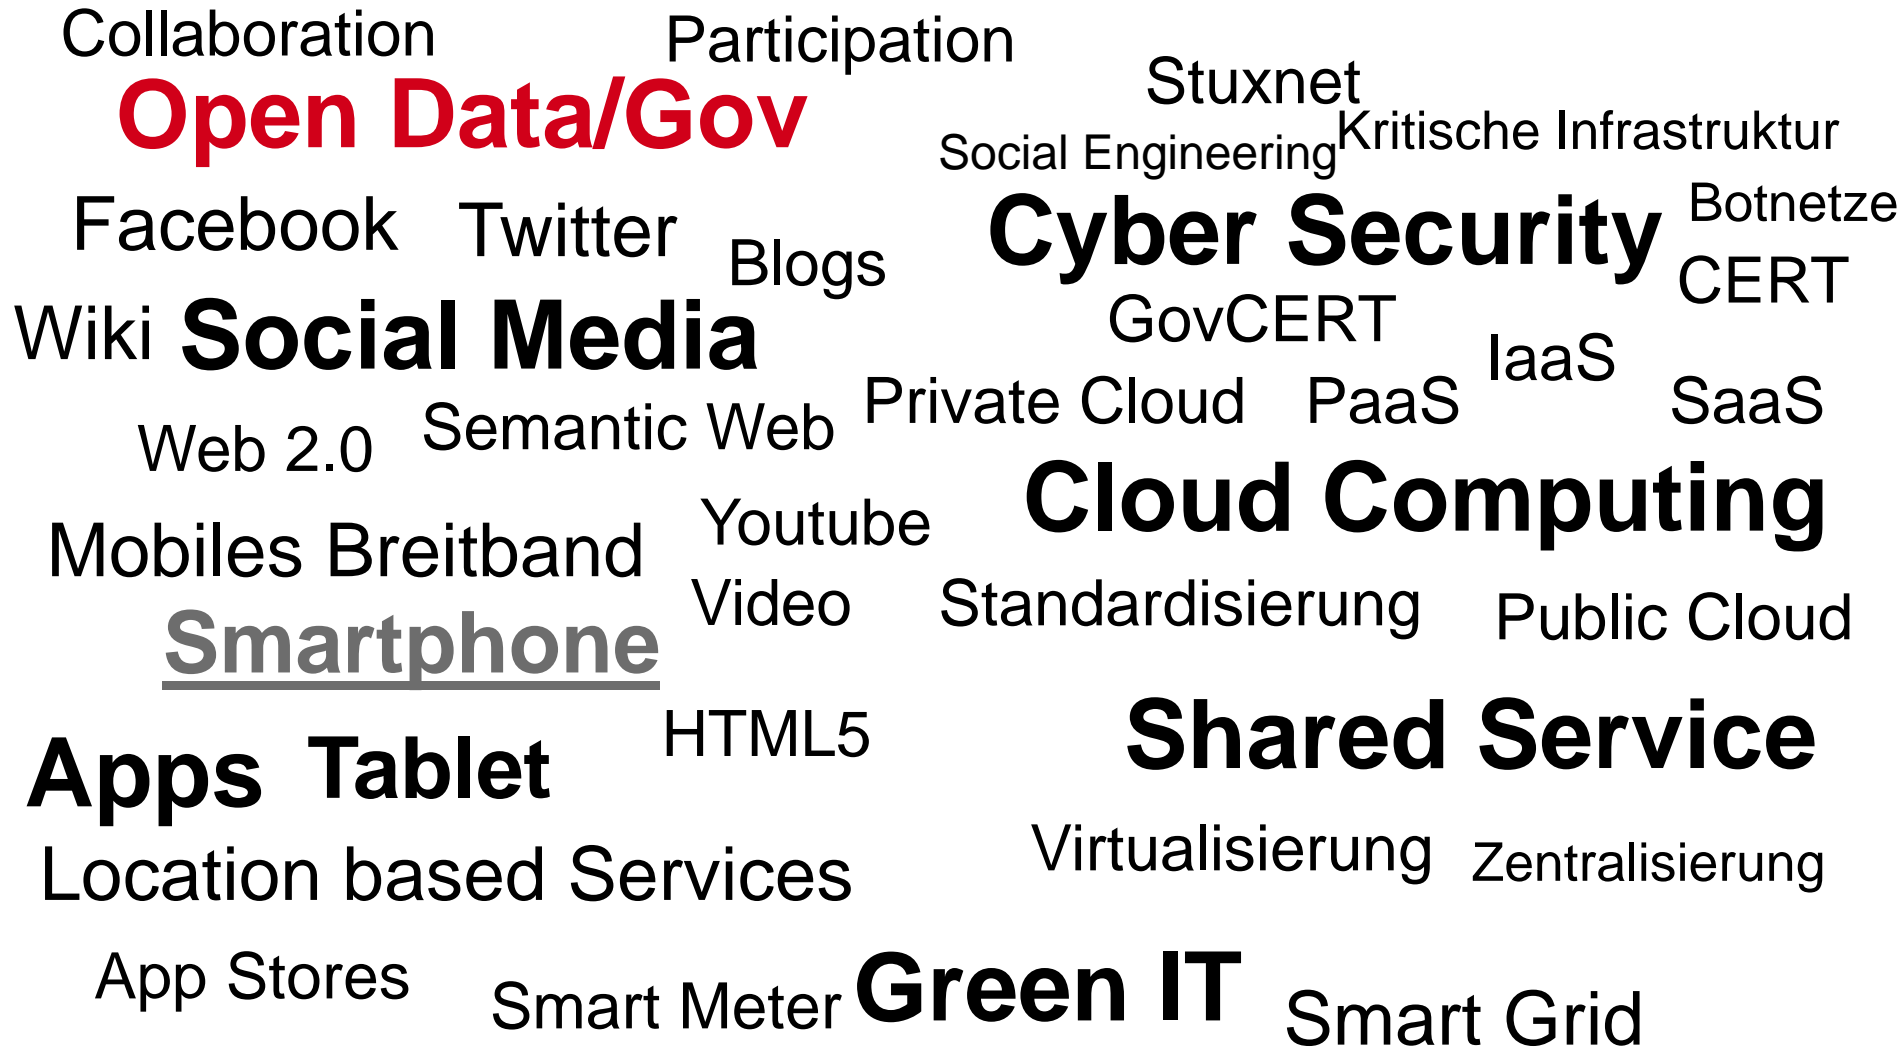 Collaboration
Participation
Open Data/Gov
Stuxnet
Social Engineering
Kritische Infrastruktur
Facebook
Twitter
Blogs
Cyber Security
Botnetze
CERT
GovCERT
Wiki
Social Media
IaaS
Private Cloud
PaaS
SaaS
Web 2.0
Semantic Web
Cloud Computing
Mobiles Breitband
Youtube
Video
Standardisierung
Public Cloud
Smartphone
HTML5
Shared Service
Apps
Tablet
Location based Services
Virtualisierung
Zentralisierung
App Stores
Smart Meter
Green IT
Smart Grid